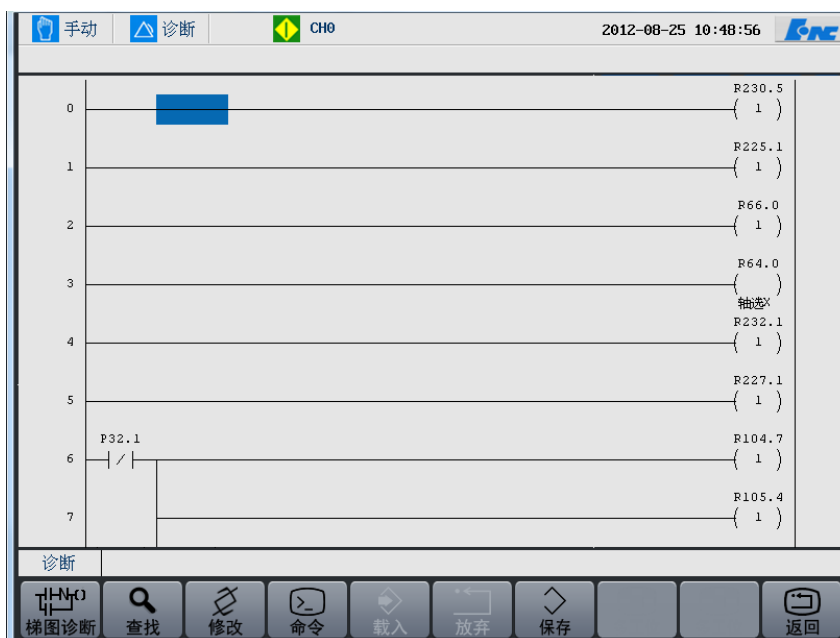 手动 诊断 CH0 2012-08-25 10:48:56 HNC
R230.5
0 ( 1 )
R225.1
1 ( 1 )
R66.0
2 ( 1 )
R64.0
3 ( )
轴选X
R232.1
4 ( 1 )
R227.1
5 ( 1 )
P32.1 R104.7
6 / ( 1 )
R105.4
7 ( 1 )
诊断
梯图诊断 查找 修改 命令 载入 放弃 保存 返回